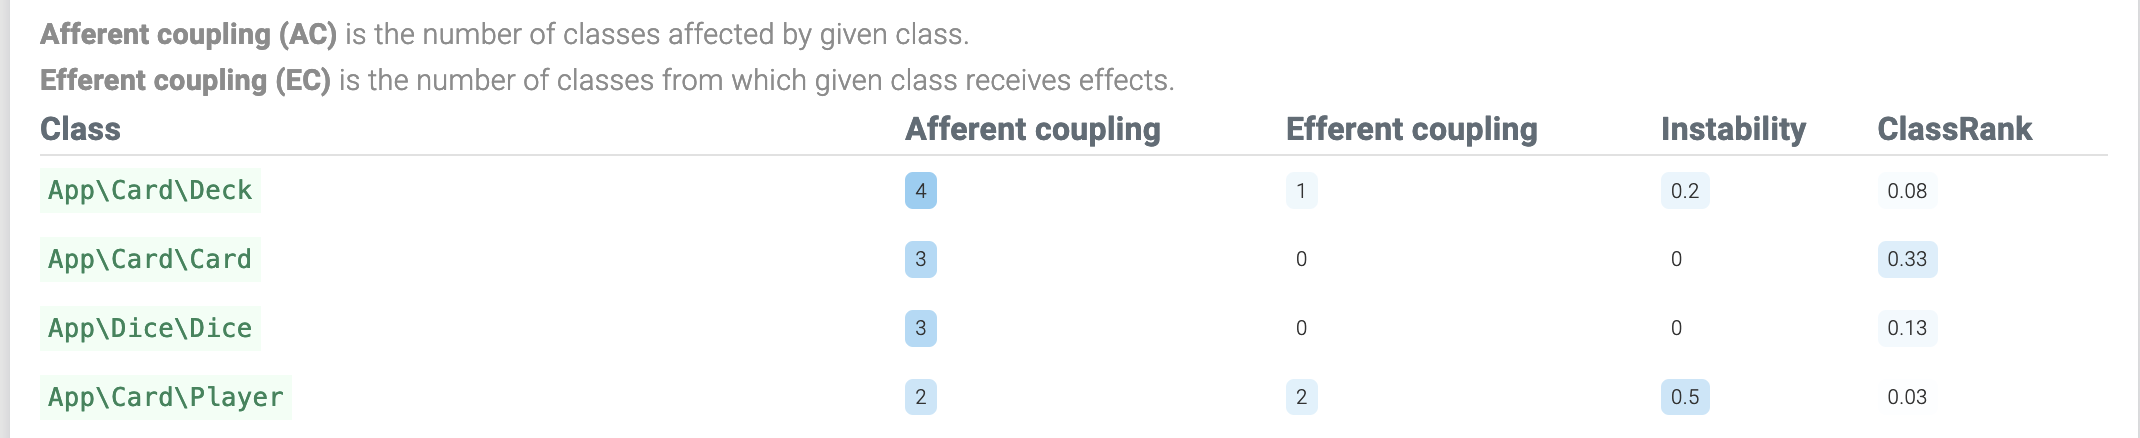 Afferent coupling (AC) is the number of classes affected by given class.
Efferent coupling (EC) is the number of classes from which given class receives effects.
Class Afferent coupling Efferent coupling Instability ClassRank
App\Card\Deck 4 1 0.2 0.08
App\Card\Card 3 0 0 0.33
App\Dice\Dice 3 0 0 0.13
App\Card\Player 2 2 0.5 0.03